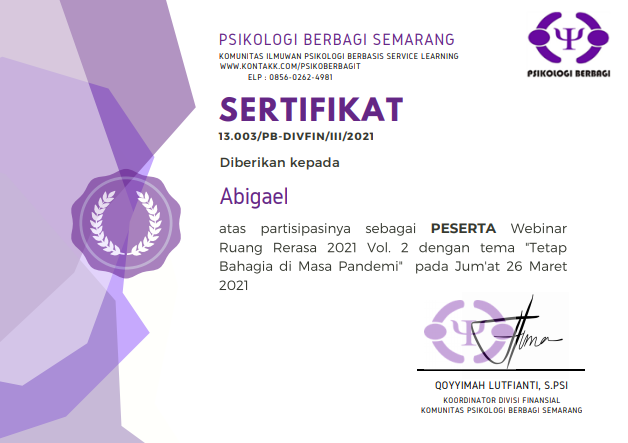 PSIKOLOGI BERBAGI SEMARANG
KOMUNITAS ILMUWAN PSIKOLOGI BERBASIS SERVICE LEARNING
WWW.KONTAKK.COM/PSIKOBERBAGIT
ELP : 0856-0262-4981
PSIKOLOGI BERBAGI
SERTIFIKAT
13.003/PB-DIVFIN/III/2021
Diberikan kepada
Abigael
atas partisipasinya sebagai PESERTA Webinar
Ruang Rerasa 2021 Vol. 2 dengan tema "Tetap
Bahagia di Masa Pandemi" pada Jum'at 26 Maret
2021
QOYYIMAH LUTFIANTI, S.PSI
KOORDINATOR DIVISI FINANSIAL
KOMUNITAS PSIKOLOGI BERBAGI SEMARANG